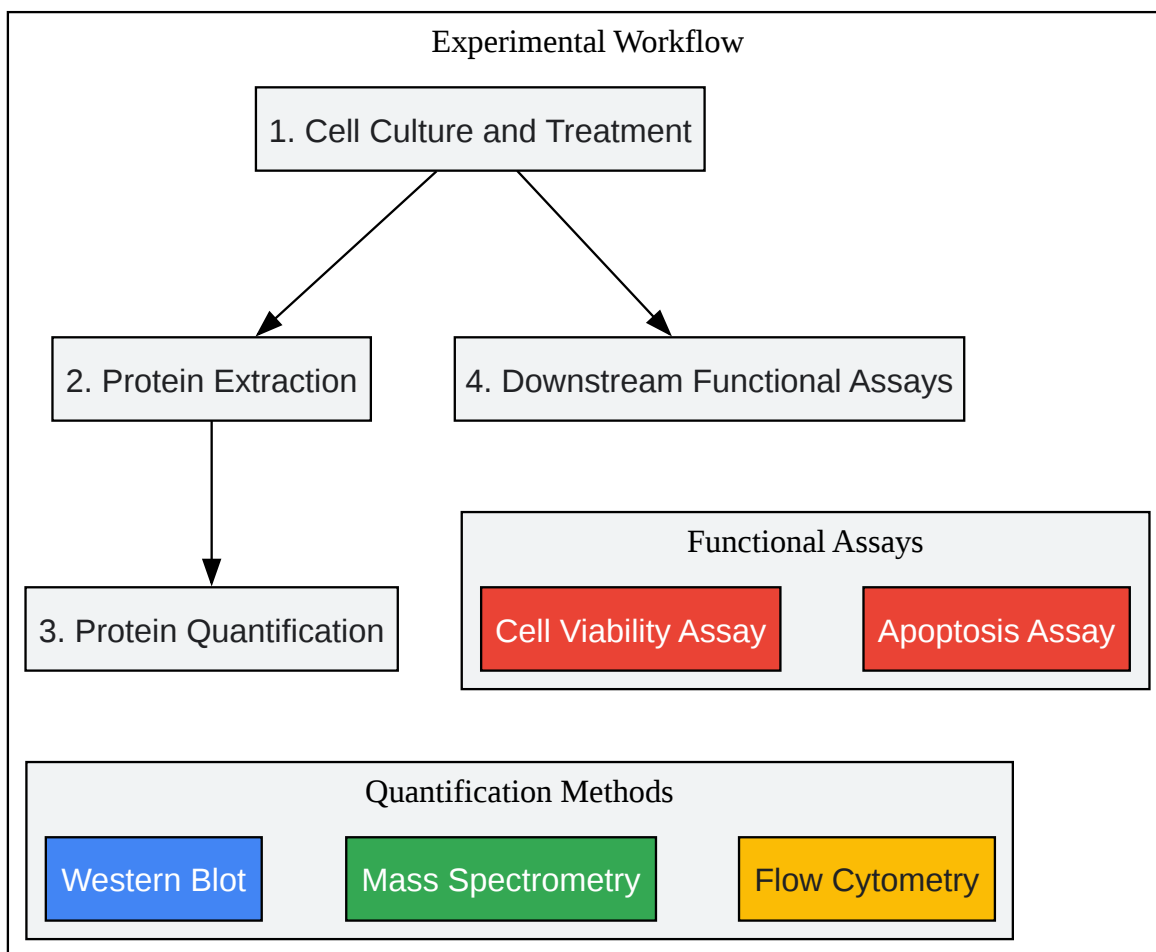 Experimental Workflow
1. Cell Culture and Treatment
2. Protein Extraction
4. Downstream Functional Assays
3. Protein Quantification
Functional Assays
Cell Viability Assay
Apoptosis Assay
Quantification Methods
Western Blot
Mass Spectrometry
Flow Cytometry